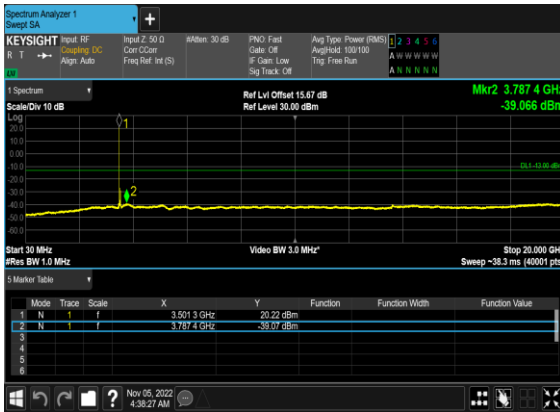 Spectrum Analyzer 1
Swept SA
+
KEYSIGHT Input: RF Input Z: 50 Ω #Atten: 30 dB PNO: Fast Avg Type: Power (RMS) 1 2 3 4 5 6
R T Coupling: DC Corr CCorr Gate: Off Avg|Hold: 100/100 A W W W W W
Align: Auto Freq Ref: Int (S) IF Gain: Low Trig: Free Run
LXI Sig Track: Off A N N N N N
1 Spectrum Ref Lvl Offset 15.67 dB Mkr2 3.787 4 GHz
Scale/Div 10 dB Ref Level 30.00 dBm -39.066 dBm
Log
20.0
10.0
0.00
-10.0
-20.0
-30.0
-40.0
-50.0
-60.0
1
DL1 -13.00 dBm
2
Start 30 MHz Video BW 3.0 MHz* Stop 20.000 GHz
#Res BW 1.0 MHz Sweep ~38.3 ms (40001 pts)
5 Marker Table
Mode Trace Scale X Y Function Function Width Function Value
1 N 1 f 3.501 3 GHz 20.22 dBm
2 N 1 f 3.787 4 GHz -39.07 dBm
3
4
5
6
? Nov 05, 2022
4:38:27 AM